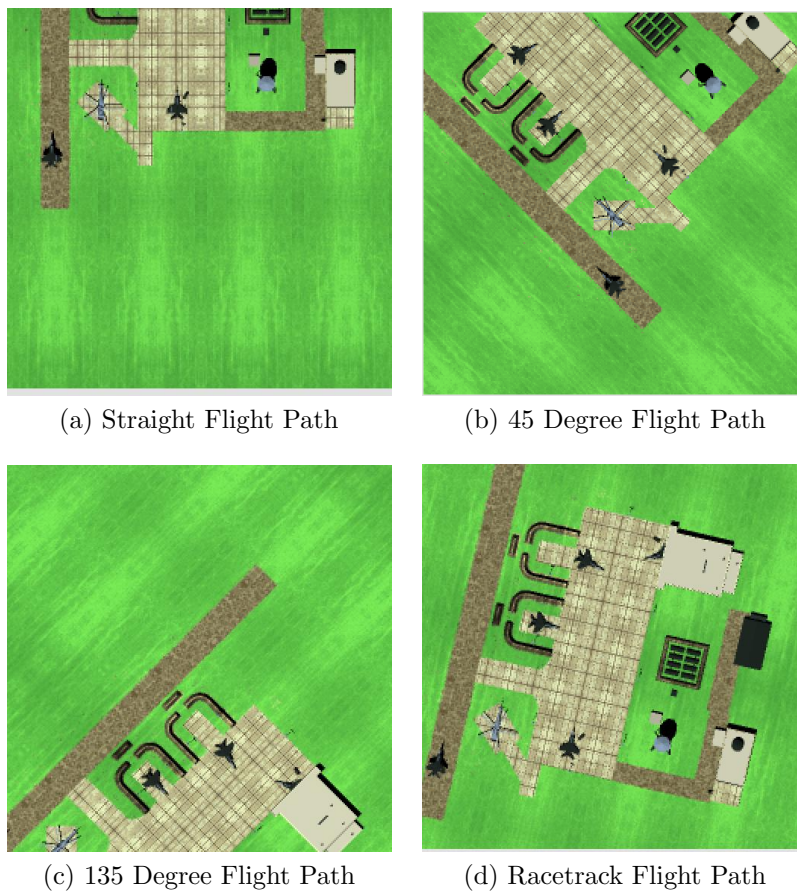 (a) Straight Flight Path
(b) 45 Degree Flight Path
(c) 135 Degree Flight Path
(d) Racetrack Flight Path